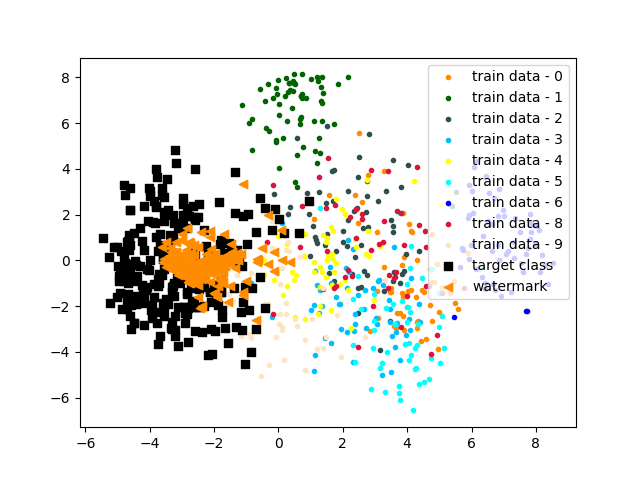 train data - 0
train data - 1
train data - 2
train data - 3
train data - 4
train data - 5
train data - 6
train data - 8
train data - 9
target class
watermark
8
6
4
2
0
−2
−4
−6
−6 −4 −2 0 2 4 6 8